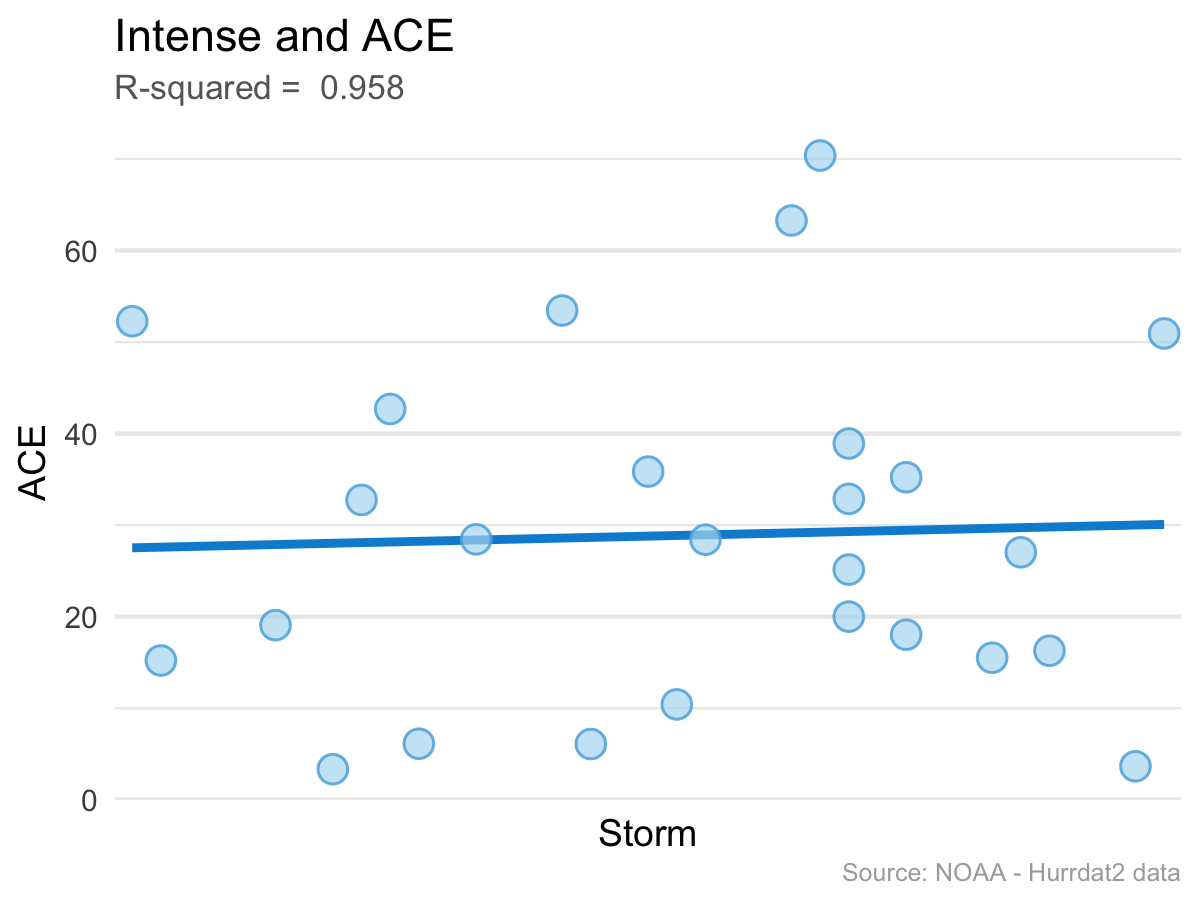 Intense and ACE
R-squared =  0.958
60
40
20
0
ACE
Storm
Source: NOAA - Hurrdat2 data